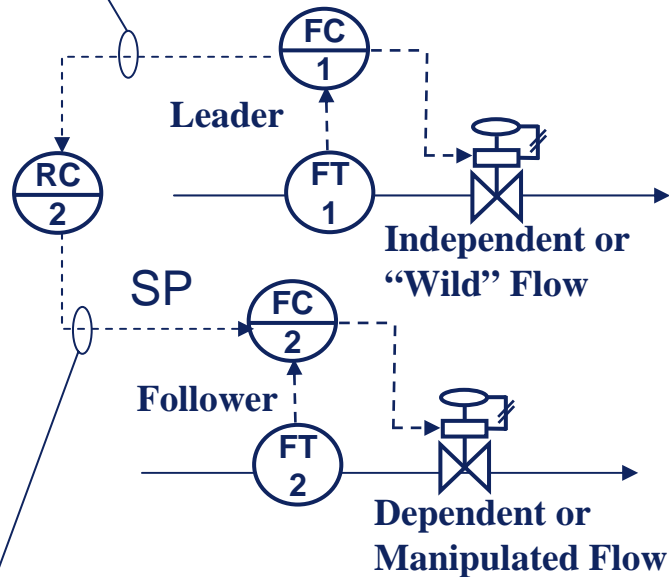 FC
1
Leader
RC
2
FT
1
Independent or
“Wild” Flow
SP
FC
2
Follower
FT
2
Dependent or
Manipulated Flow